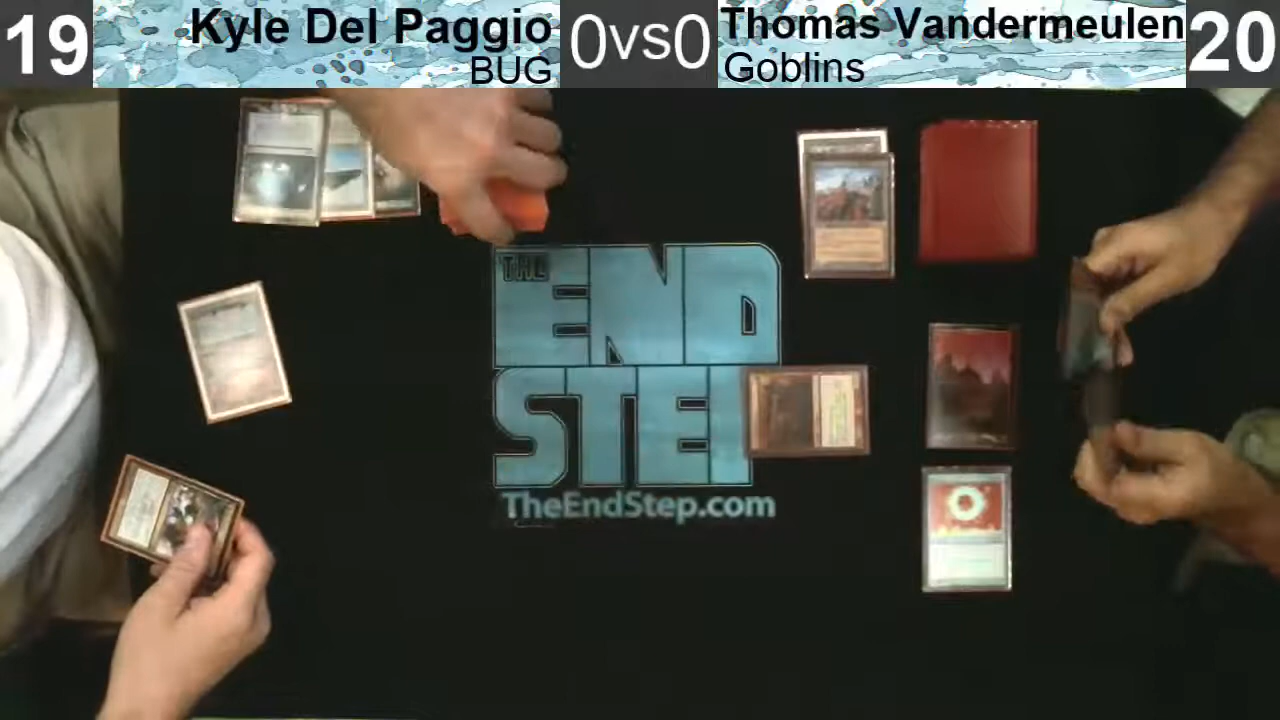 19
Kyle Del Paggio
BUG
0vs0
Thomas Vandermeulen
Goblins
20
THE
END
STEP
TheEndStep.com